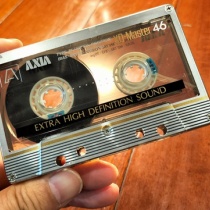 A
AXIA
Master 46
EXTRA HIGH DEFINITION SOUND